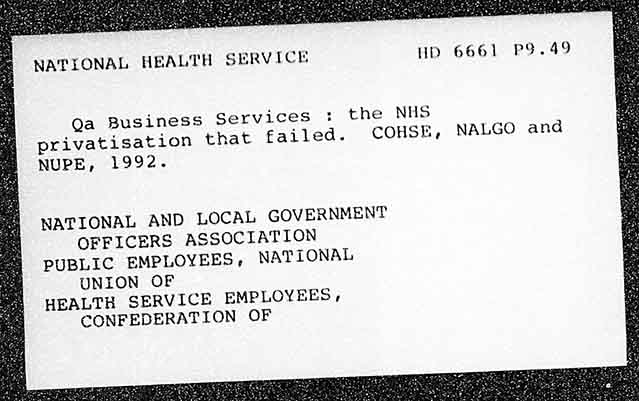 NATIONAL HEALTH SERVICE HD 6661 P9.49
Qa Business Services : the NHS
privatisation that failed. COHSE, NALGO and
NUPE, 1992.
NATIONAL AND LOCAL GOVERNMENT
OFFICERS ASSOCIATION
PUBLIC EMPLOYEES, NATIONAL
UNION OF
HEALTH SERVICE EMPLOYEES,
CONFEDERATION OF